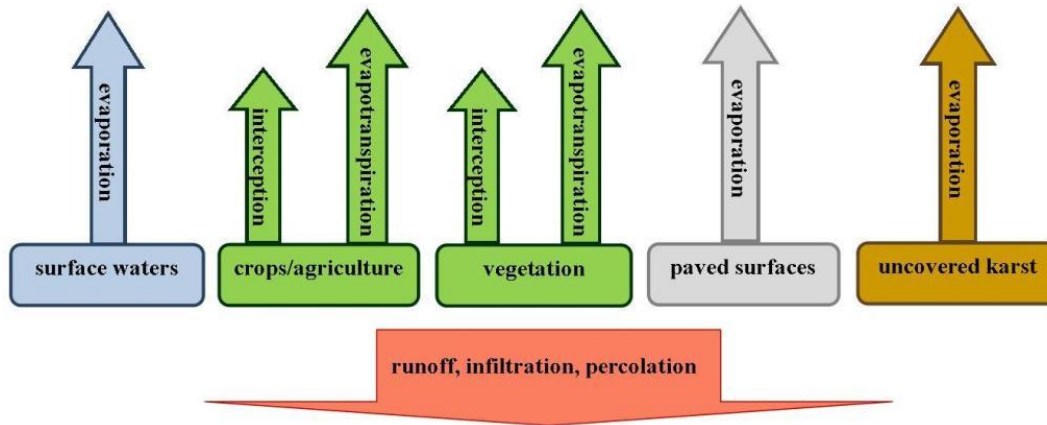 evaporation
interception
evapotranspiration
interception
evapotranspiration
evaporation
evaporation
surface waters
crops/agriculture
vegetation
paved surfaces
uncovered karst
runoff, infiltration, percolation